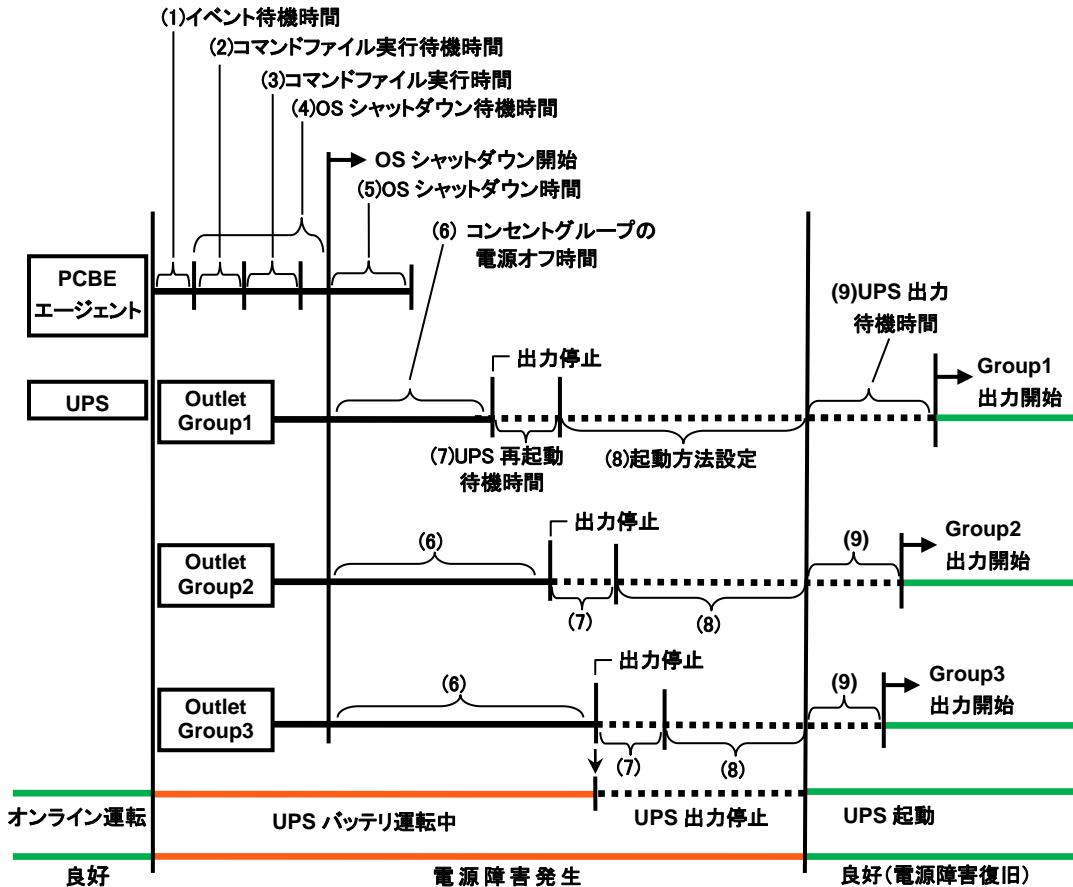 (1)イベント待機時間
(2)コマンドファイル実行待機時間
(3)コマンドファイル実行時間
(4)OS シャットダウン待機時間
OS シャットダウン開始
(5)OS シャットダウン時間
(6) コンセントグループの
電源オフ時間
PCBE
エージェント
(9)UPS 出力
待機時間
出力停止
Group1
出力開始
UPS
Outlet
Group1
(7)UPS 再起動
待機時間
(8)起動方法設定
出力停止
Group2
出力開始
(6)
(9)
Outlet
Group2
(7)
(8)
出力停止
Group3
出力開始
(6)
(9)
Outlet
Group3
(7)
(8)
オンライン運転
UPS バッテリ運転中
UPS 出力停止
UPS 起動
良好
電源障害発生
良好(電源障害復旧)